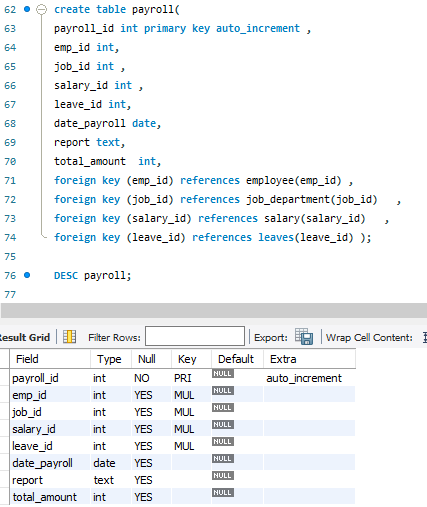 62 create table payroll(
63 payroll_id int primary key auto_increment ,
64 emp_id int,
65 job_id int ,
66 salary_id int ,
67 leave_id int,
68 date_payroll date,
69 report text,
70 total_amount  int,
71 foreign key (emp_id) references employee(emp_id) ,
72 foreign key (job_id) references job_department(job_id)   ,
73 foreign key (salary_id) references salary(salary_id)   ,
74 foreign key (leave_id) references leaves(leave_id) );
75
76 DESC payroll;
77
Result Grid Filter Rows: Export: Wrap Cell Content:
Field Type Null Key Default Extra
payroll_id int NO PRI NULL auto_increment
emp_id int YES MUL NULL
job_id int YES MUL NULL
salary_id int YES MUL NULL
leave_id int YES MUL NULL
date_payroll date YES NULL
report text YES NULL
total_amount int YES NULL